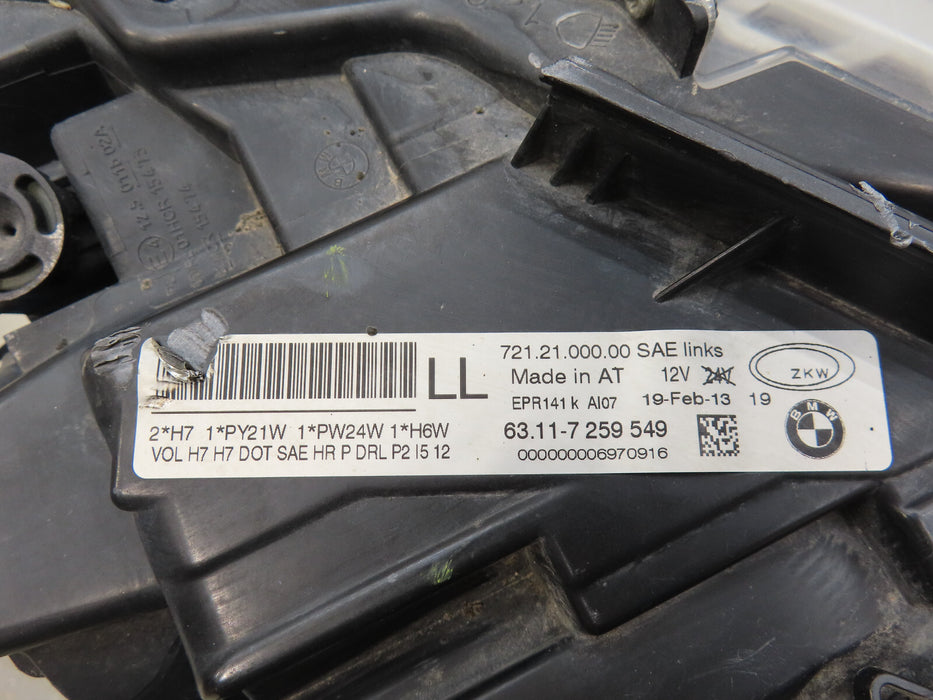 721.21.000.00 SAE links
Made in AT 12V 24V
ZKW
LL
EPR141 k AI07 19-Feb-13 19
BMW
2*H7 1*PY21W 1*PW24W 1*H6W
63.11-7 259 549
VOL H7 H7 DOT SAE HR P DRL P2 I5 12
000000006970916